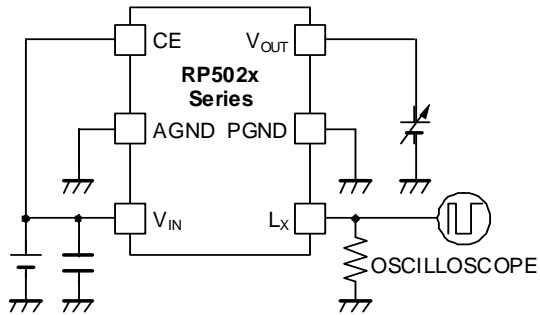 CE
VOUT
RP502x
Series
AGND
PGND
VIN
LX
OSCILLOSCOPE